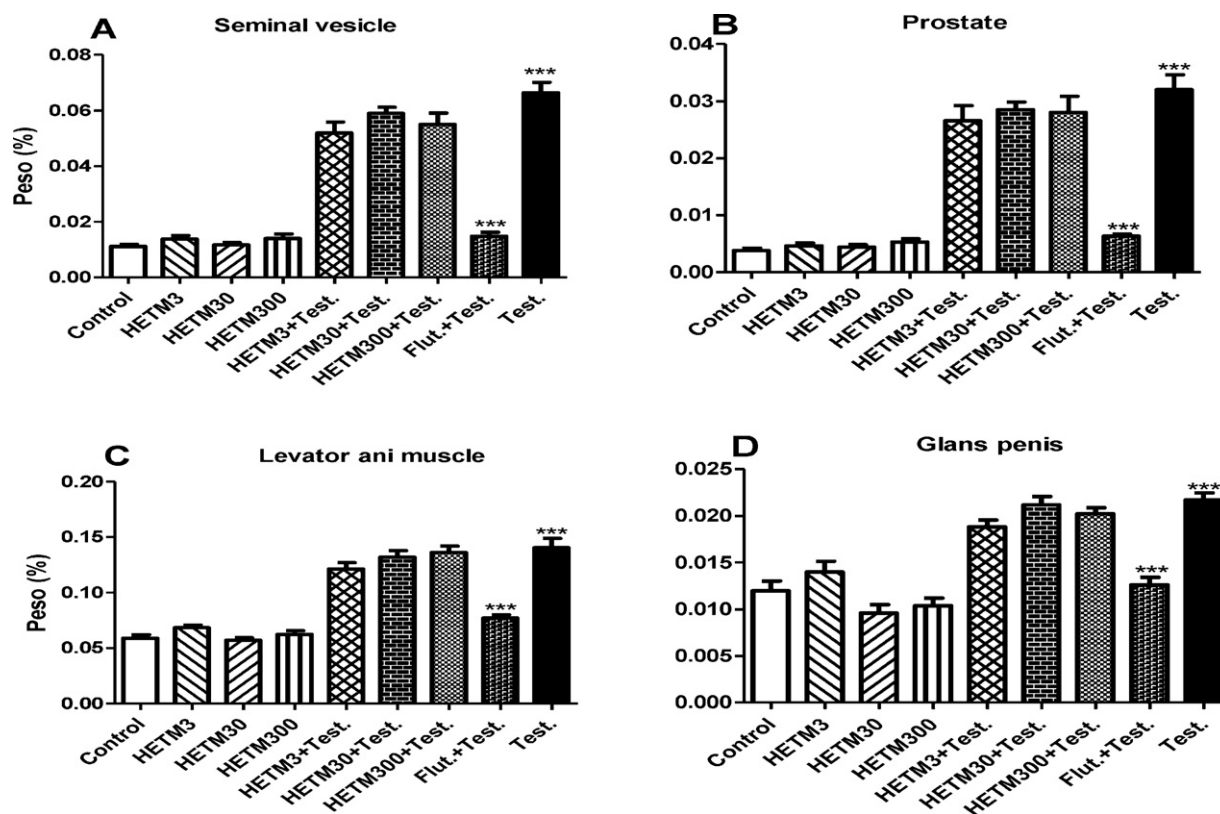 A
Seminal vesicle
Peso (%)
0.08
0.06
0.04
0.02
0.00
***
***
Control
HETM3
HETM30
HETM300
HETM3+Test.
HETM30+Test.
HETM300+Test.
Flut.+Test.
Test.
B
Prostate
0.04
0.03
0.02
0.01
0.00
***
***
Control
HETM3
HETM30
HETM300
HETM3+Test.
HETM30+Test.
HETM300+Test.
Flut.+Test.
Test.
C
Levator ani muscle
Peso (%)
0.20
0.15
0.10
0.05
0.00
***
***
Control
HETM3
HETM30
HETM300
HETM3+Test.
HETM30+Test.
HETM300+Test.
Flut.+Test.
Test.
D
Glans penis
0.025
0.020
0.015
0.010
0.005
0.000
***
***
Control
HETM3
HETM30
HETM300
HETM3+Test.
HETM30+Test.
HETM300+Test.
Flut.+Test.
Test.